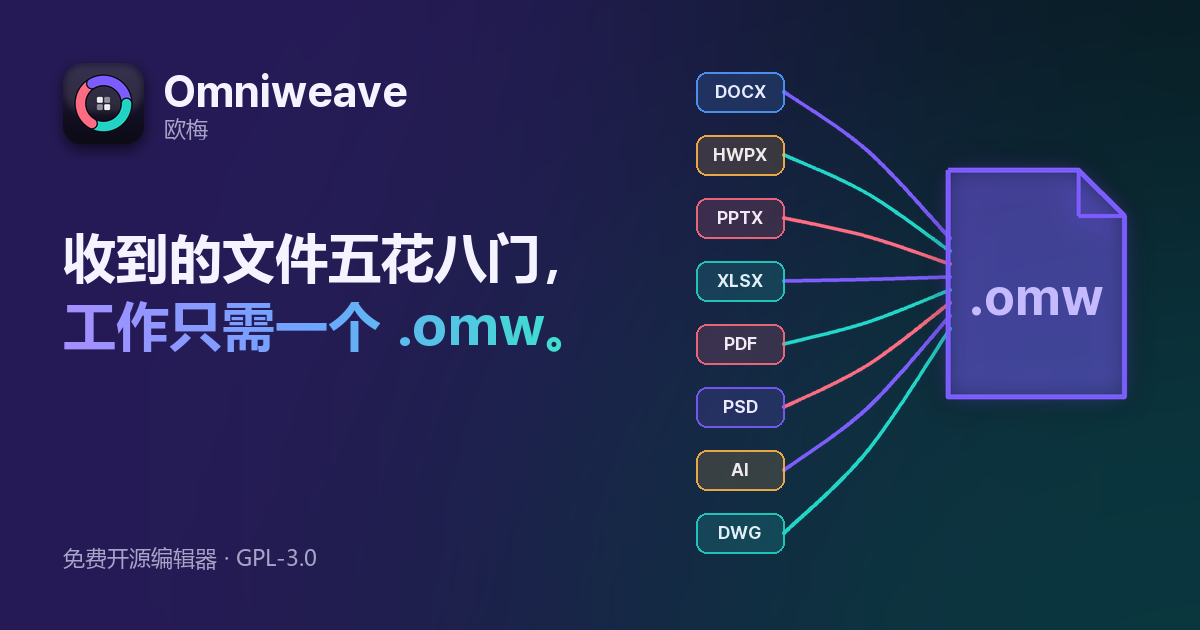 Omniweave
欧梅
收到的文件五花八门，
工作只需一个 .omw。
免费开源编辑器 · GPL-3.0
DOCX
HWPX
PPTX
XLSX
PDF
PSD
AI
DWG
.omw